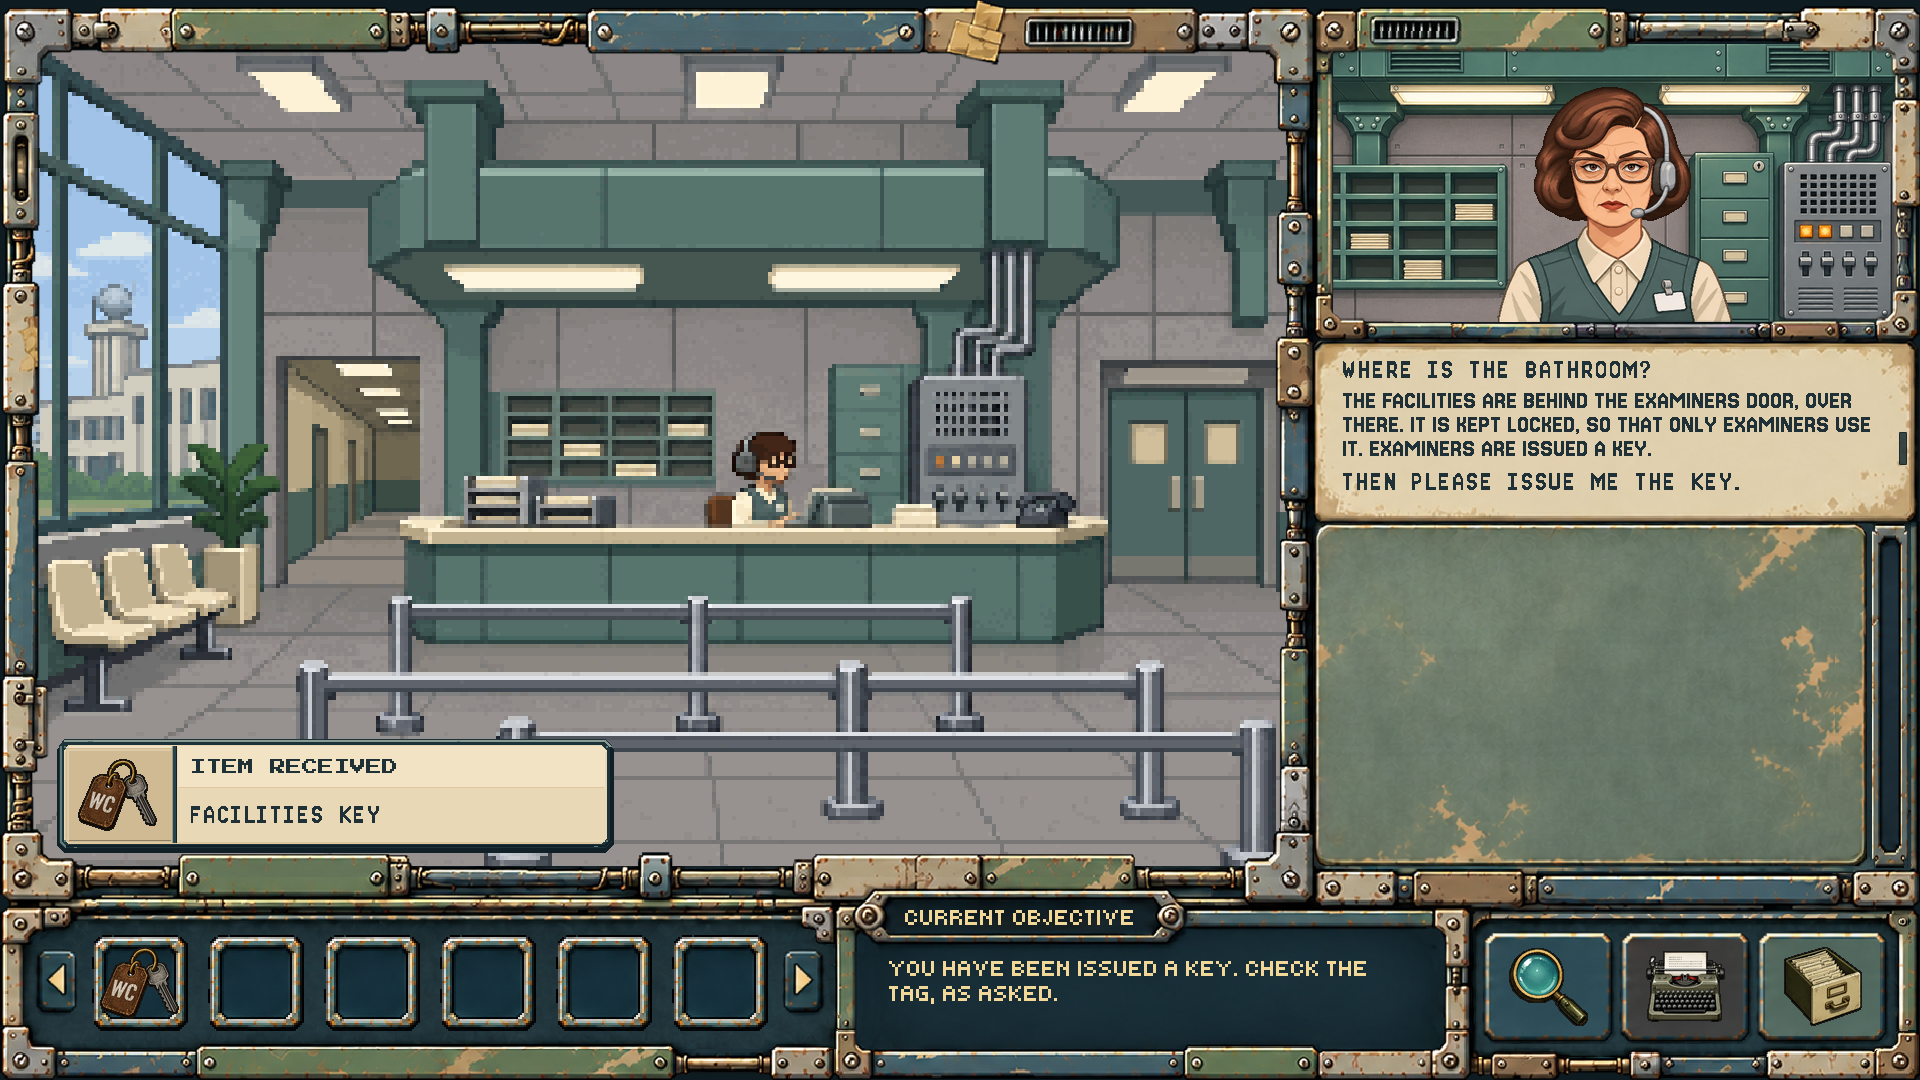 WHERE IS THE BATHROOM?
THE FACILITIES ARE BEHIND THE EXAMINERS DOOR, OVER
THERE. IT IS KEPT LOCKED, SO THAT ONLY EXAMINERS USE
IT. EXAMINERS ARE ISSUED A KEY.
THEN PLEASE ISSUE ME THE KEY.
ITEM RECEIVED
WC
FACILITIES KEY
CURRENT OBJECTIVE
WC
YOU HAVE BEEN ISSUED A KEY. CHECK THE
TAG, AS ASKED.